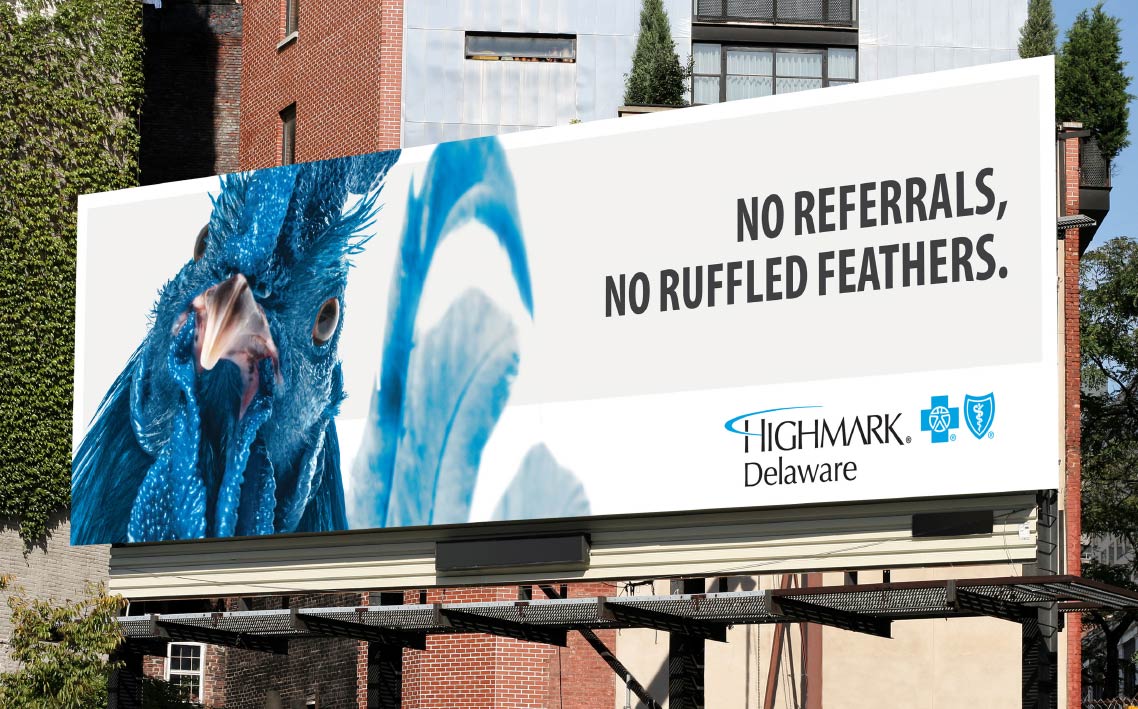 NO REFERRALS,
NO RUFFLED FEATHERS.
HIGHMARK®
Delaware